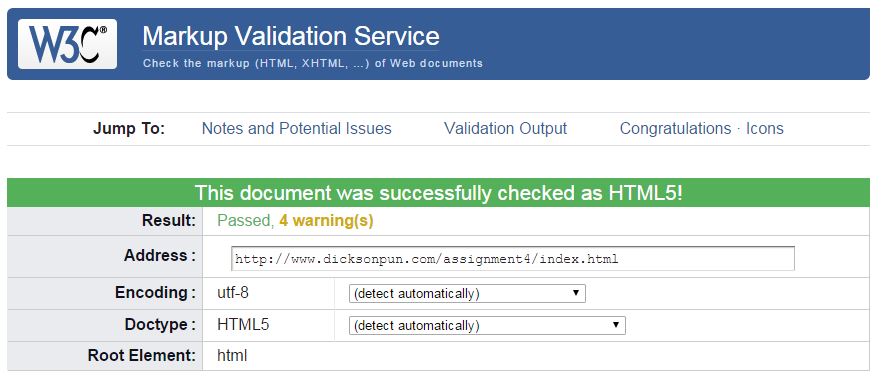 W3C®
Markup Validation Service
Check the markup (HTML, XHTML, …) of Web documents
Jump To: Notes and Potential Issues Validation Output Congratulations · Icons
This document was successfully checked as HTML5!
Result: Passed, 4 warning(s)
Address : http://www.dicksonpun.com/assignment4/index.html
Encoding : utf-8 (detect automatically)
Doctype : HTML5 (detect automatically)
Root Element: html